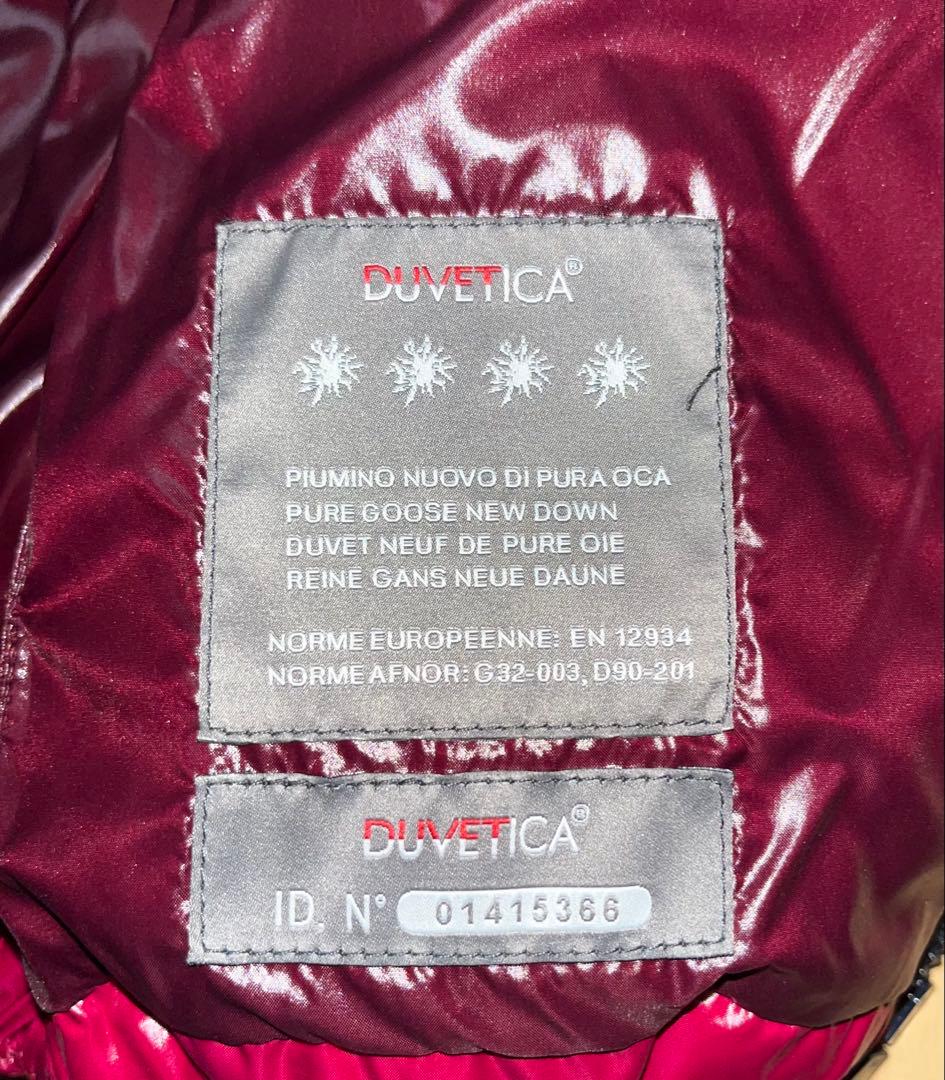 DUVETICA®
PIUMINO NUOVO DI PURA OCA
PURE GOOSE NEW DOWN
DUVET NEUF DE PURE OIE
REINE GANS NEUE DAUNE
NORME EUROPEENNE: EN 12934
NORME AFNOR: G32-003, D90-201
DUVETICA®
ID. N° 01415366